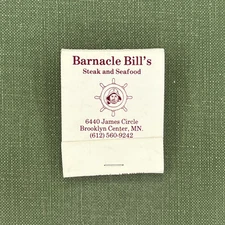 Barnacle Bill's
Steak and Seafood
6440 James Circle
Brooklyn Center, MN.
(612) 560-9242